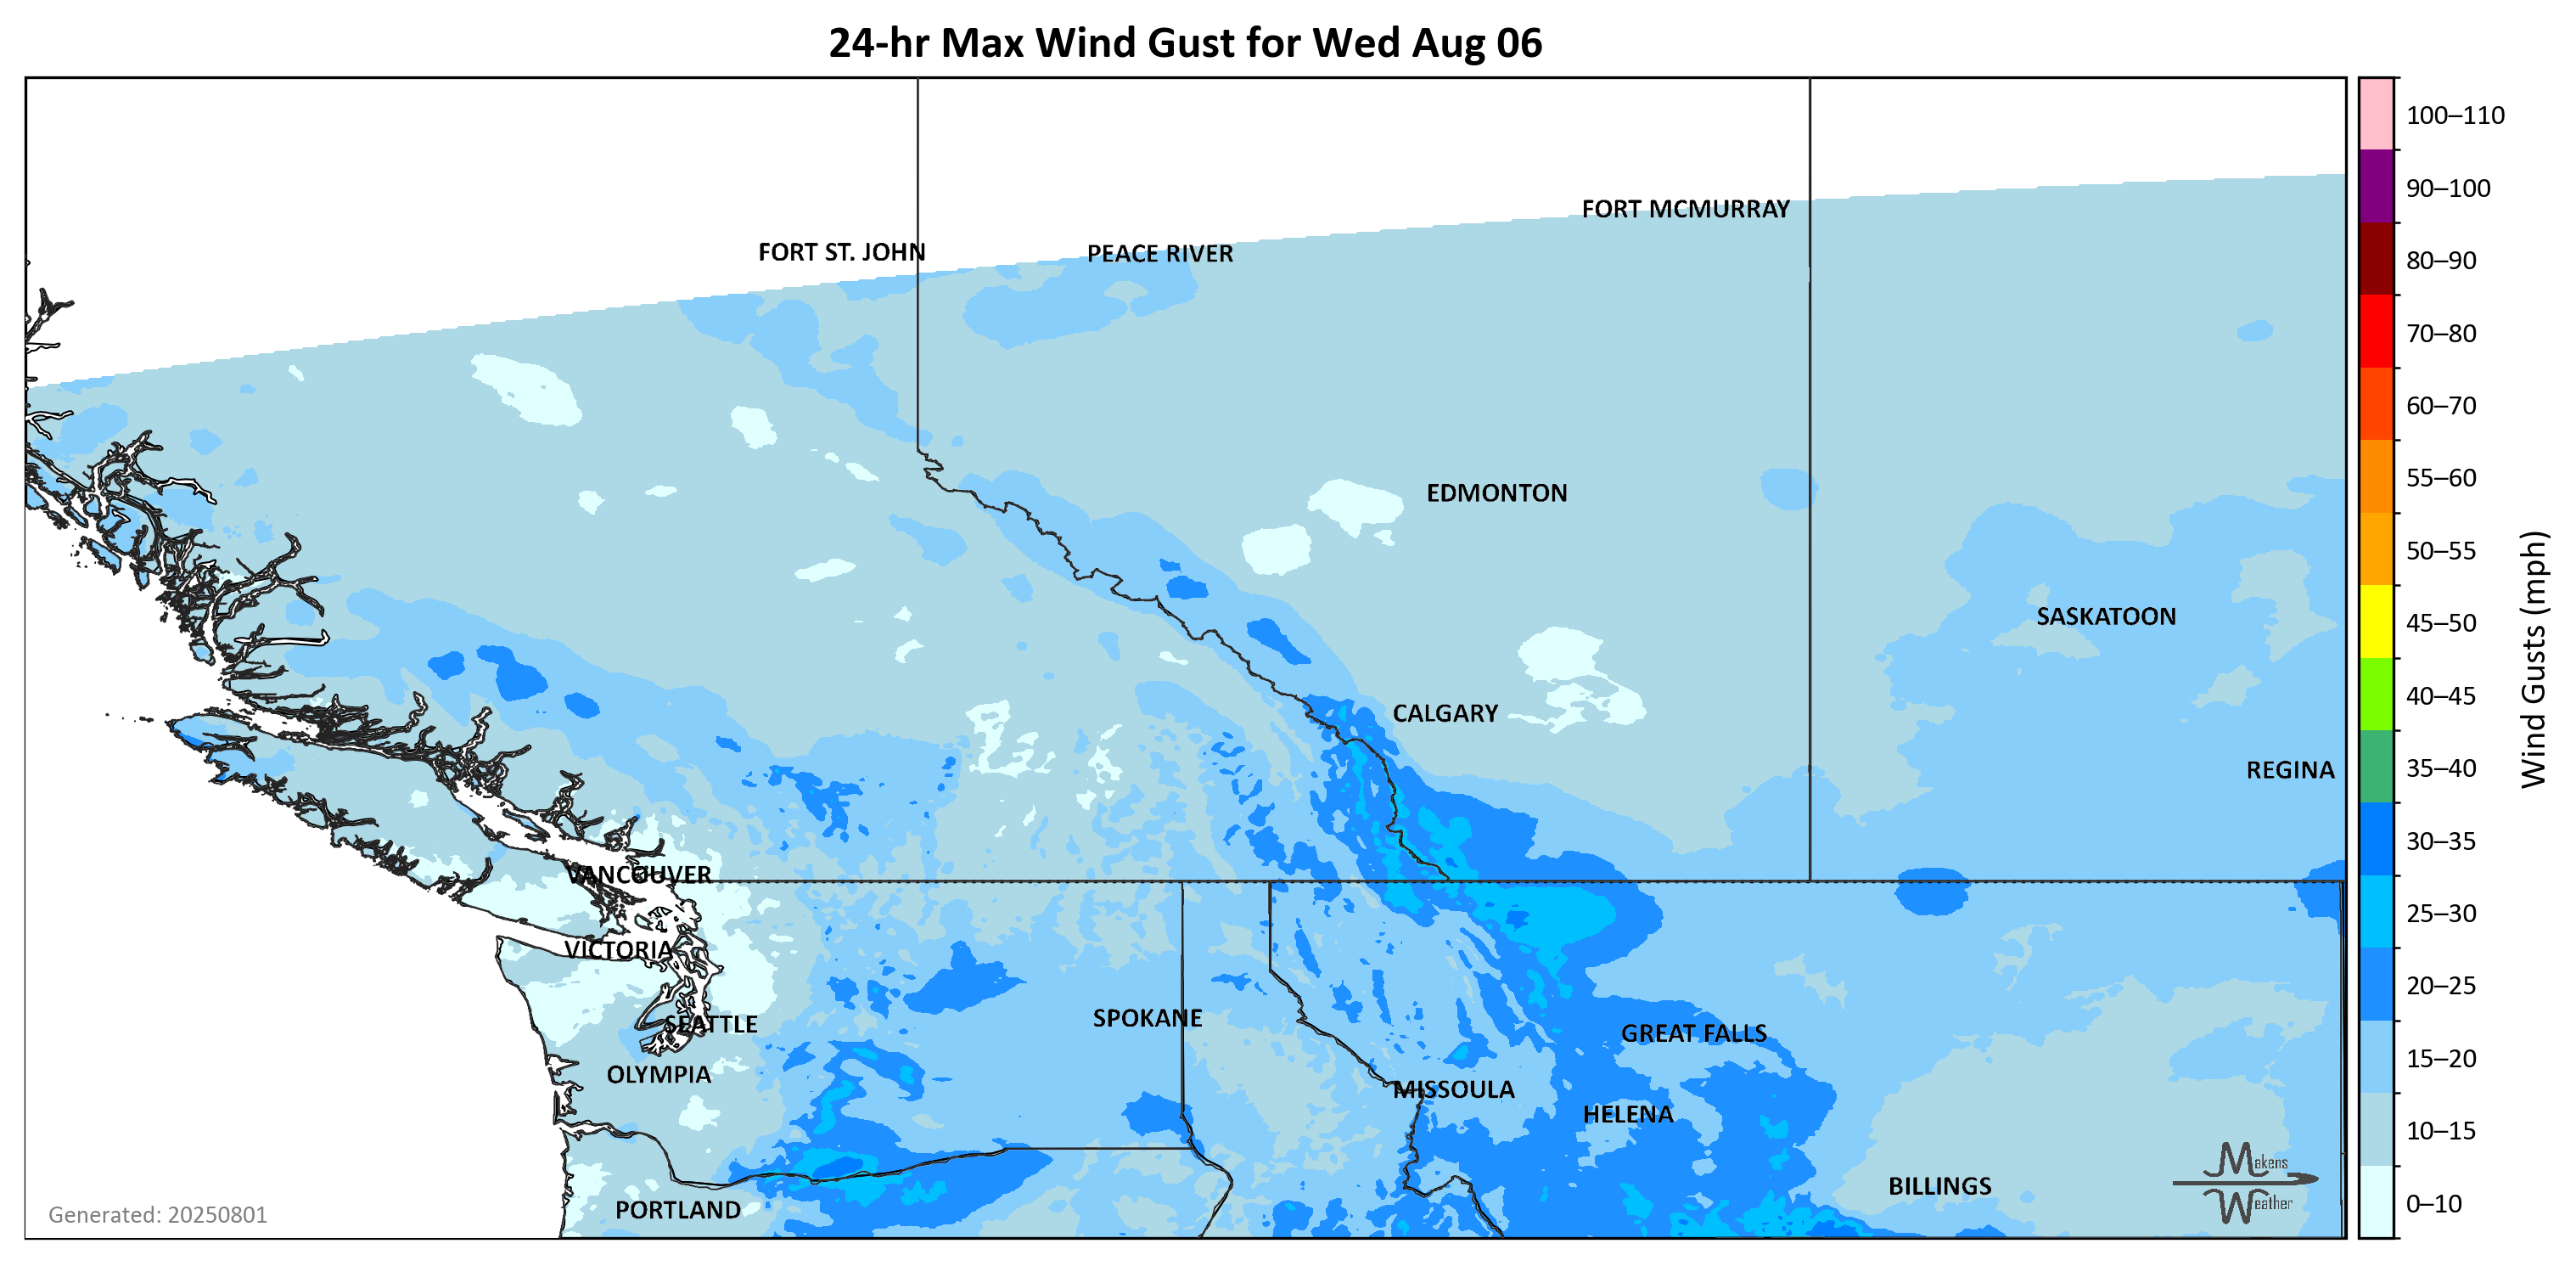 24-hr Max Wind Gust for Wed Aug 06
FORT MCMURRAY
FORT ST. JOHN
PEACE RIVER
EDMONTON
SASKATOON
CALGARY
REGINA
VANCOUVER
VICTORIA
SEATTLE
SPOKANE
GREAT FALLS
OLYMPIA
MISSOULA
HELENA
BILLINGS
PORTLAND
Generated: 20250801
Makens
Weather
100–110
90–100
80–90
70–80
60–70
55–60
50–55
45–50
40–45
35–40
30–35
25–30
20–25
15–20
10–15
0–10
Wind Gusts (mph)